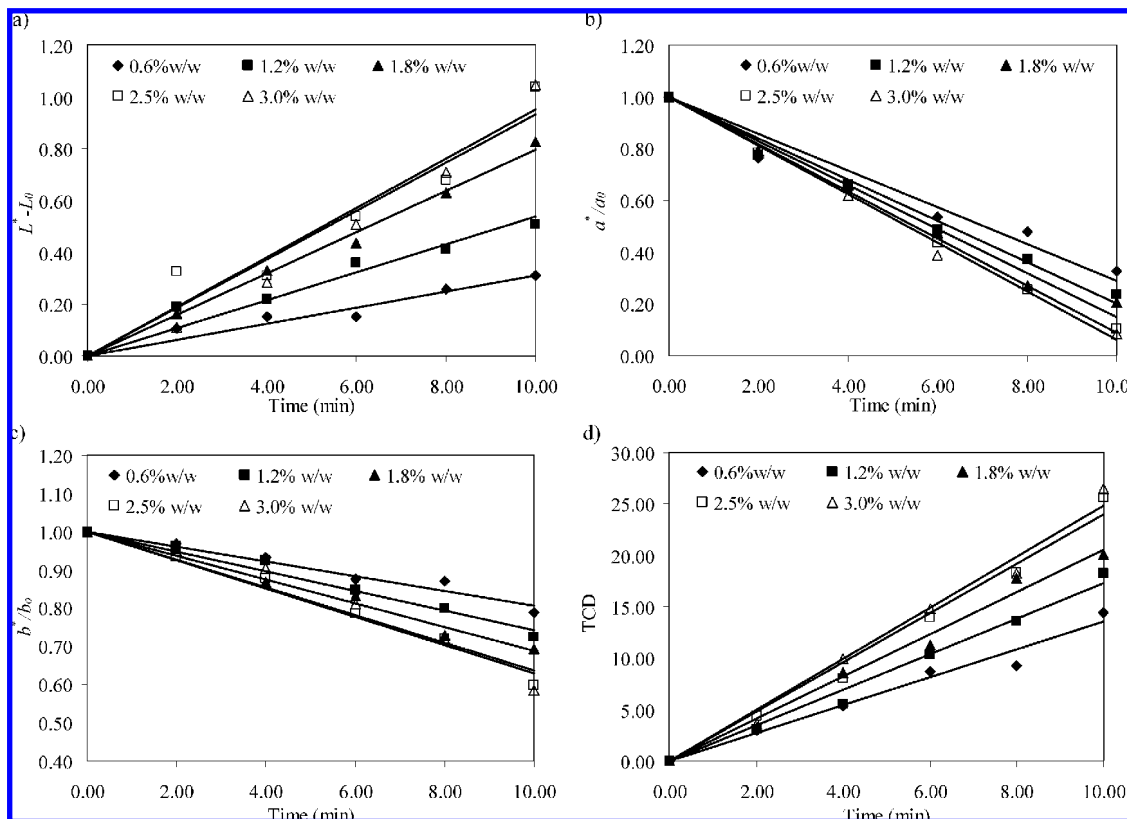 a)
1.20
1.00
0.80
0.60
0.40
0.20
0.00
L*-L0
◆ 0.6%w/w ■ 1.2% w/w ▲ 1.8% w/w
□ 2.5% w/w △ 3.0% w/w
0.00 2.00 4.00 6.00 8.00 10.00
Time (min)
b)
1.20
1.00
0.80
0.60
0.40
0.20
0.00
a*/a0
◆ 0.6%w/w ■ 1.2% w/w ▲ 1.8% w/w
□ 2.5% w/w △ 3.0% w/w
0.00 2.00 4.00 6.00 8.00 10.0
Time (min)
c)
1.20
1.10
1.00
0.90
0.80
0.70
0.60
0.50
0.40
b*/bo
◆ 0.6%w/w ■ 1.2% w/w ▲ 1.8% w/w
□ 2.5% w/w △ 3.0% w/w
0.00 2.00 4.00 6.00 8.00 10.00
Time (min)
d)
30.00
25.00
20.00
15.00
10.00
5.00
0.00
TCD
◆ 0.6%w/w ■ 1.2% w/w ▲ 1.8% w/w
□ 2.5% w/w △ 3.0% w/w
0.00 2.00 4.00 6.00 8.00 10.0
Time (min)